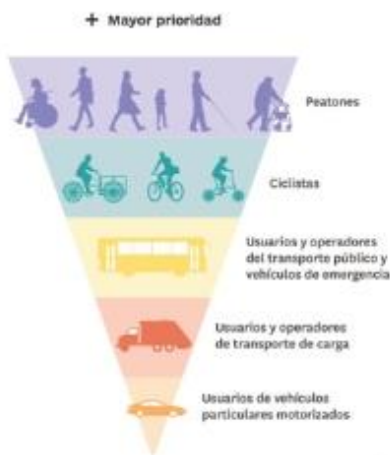 + Mayor prioridad
Peatones
Ciclistas
Usuarios y operadores
del transporte público y
vehículos de emergencia
Usuarios y operadores
de transporte de carga
Usuarios de vehículos
particulares motorizados